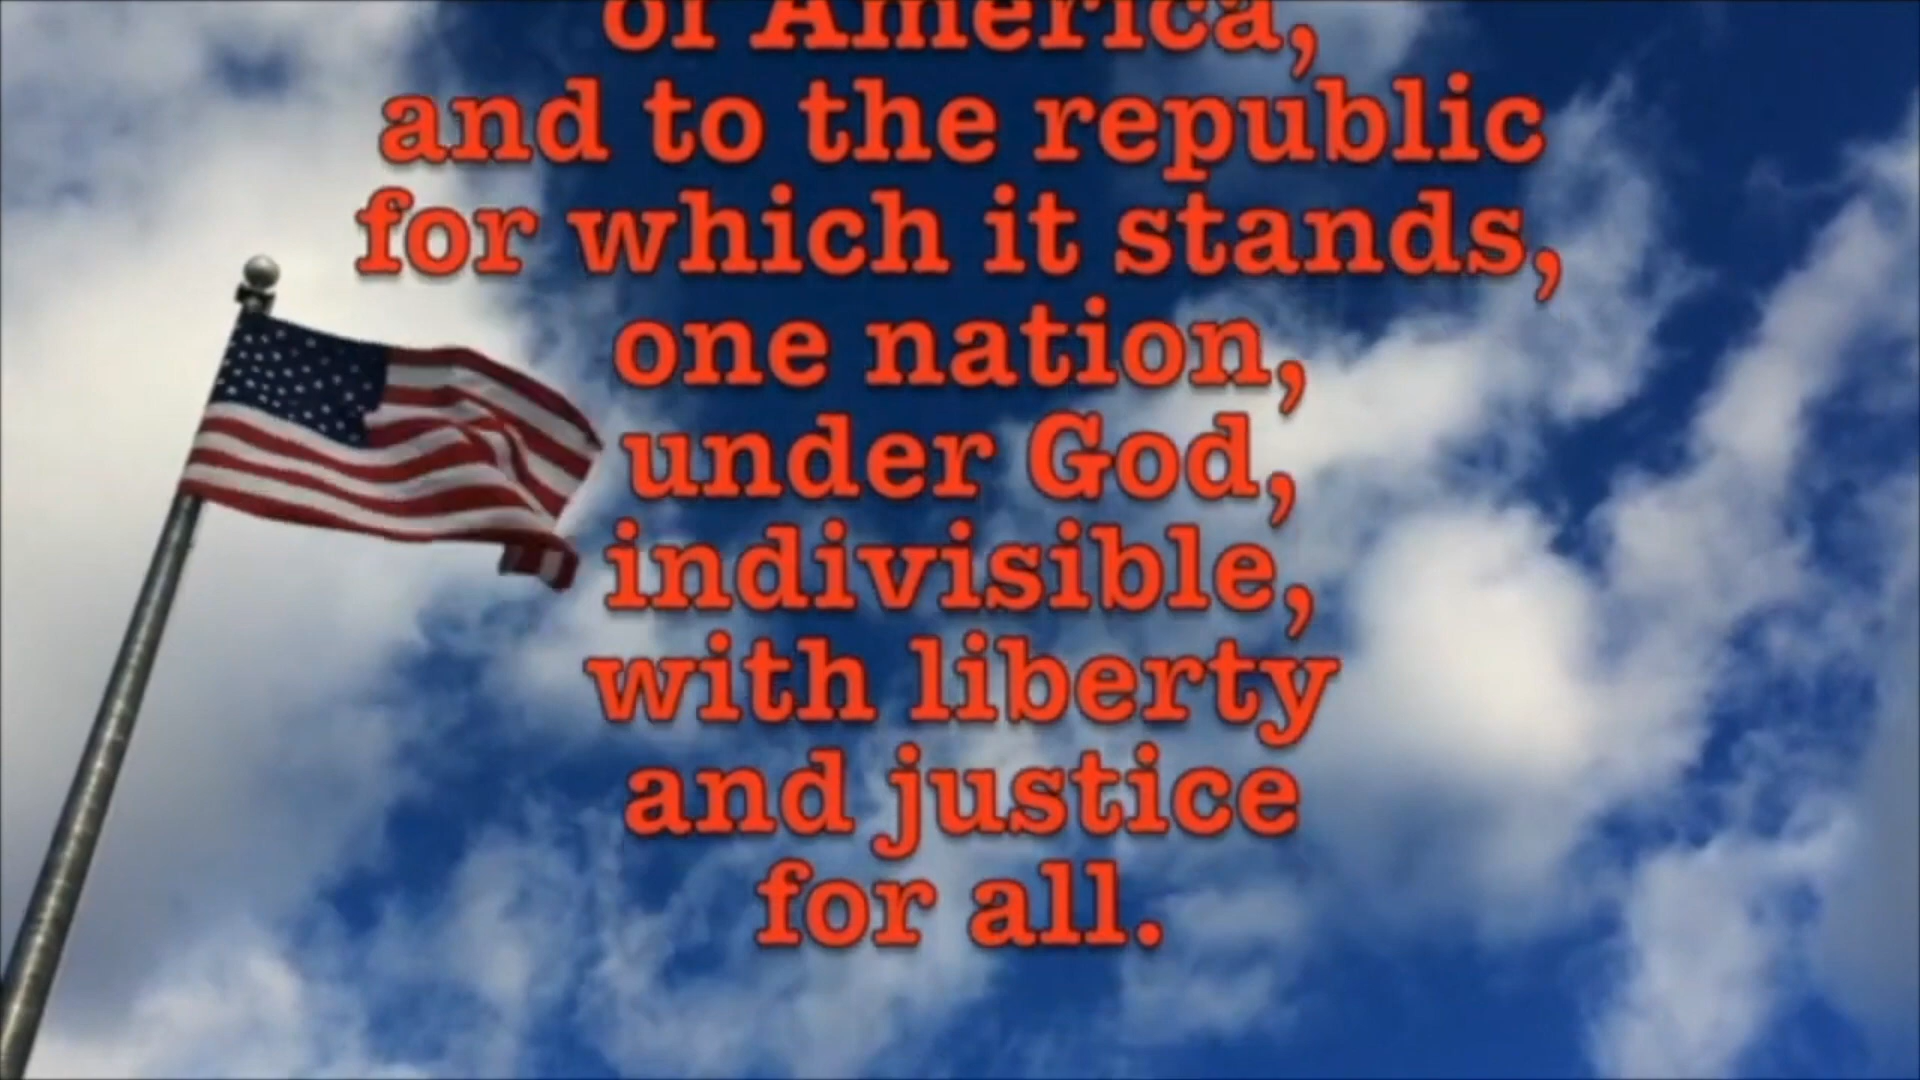 of America,
and to the republic
for which it stands,
one nation,
under God,
indivisible,
with liberty
and justice
for all.